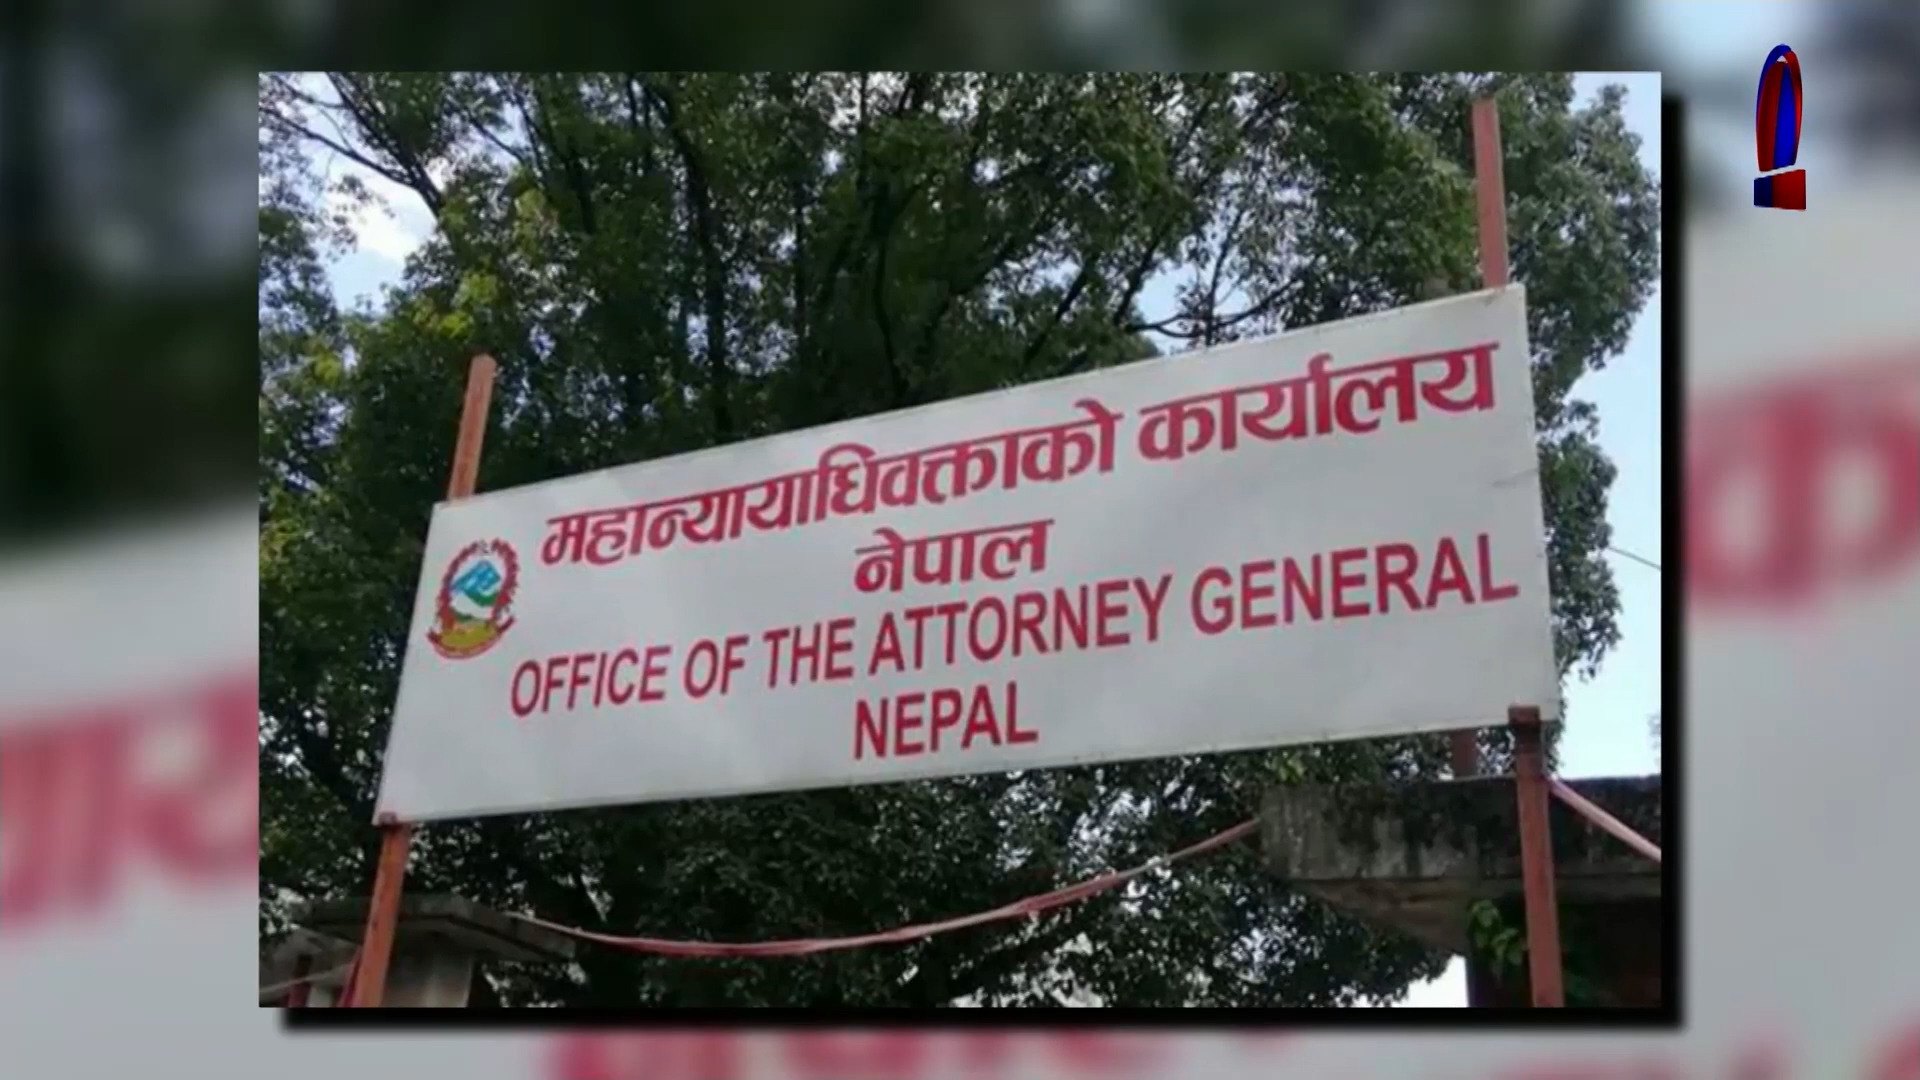 महान्यायाधिवक्ताको कार्यालय
नेपाल
OFFICE OF THE ATTORNEY GENERAL
NEPAL